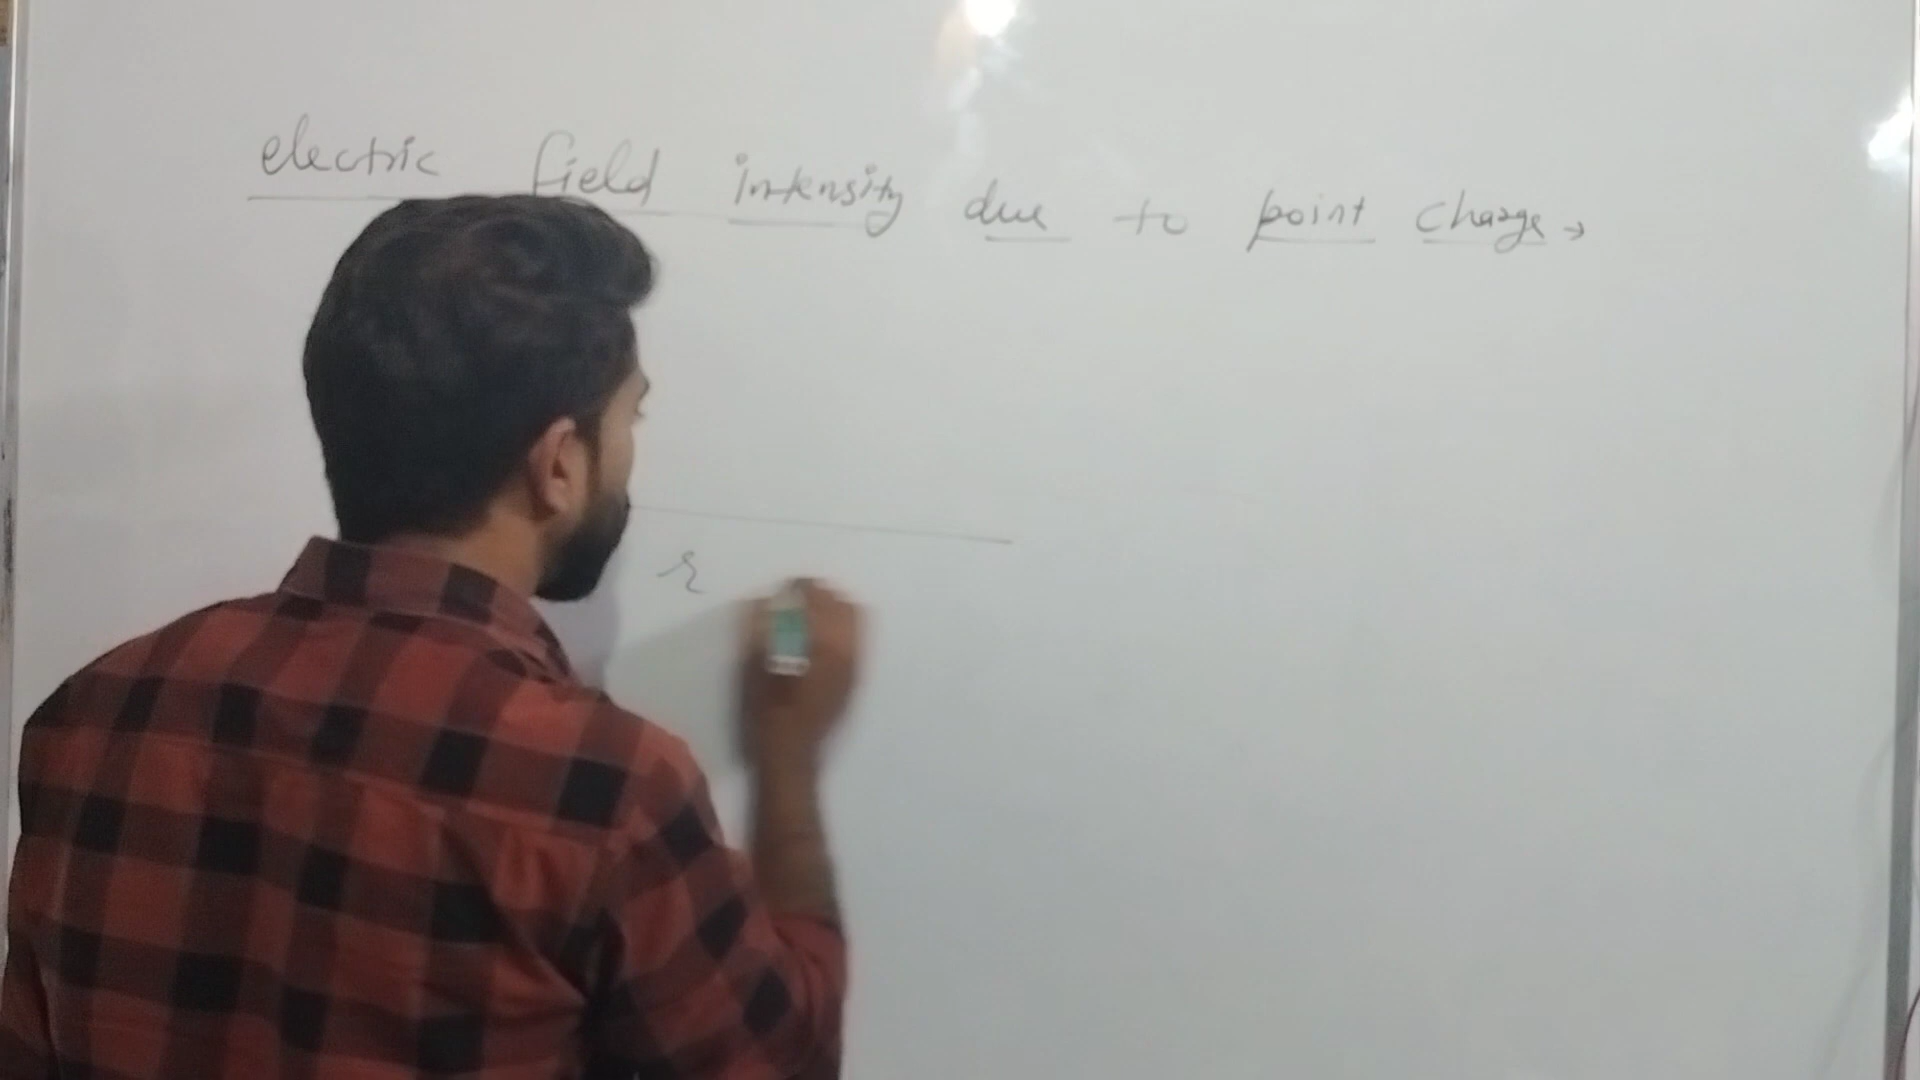 electric field intensity due to point charge →
r